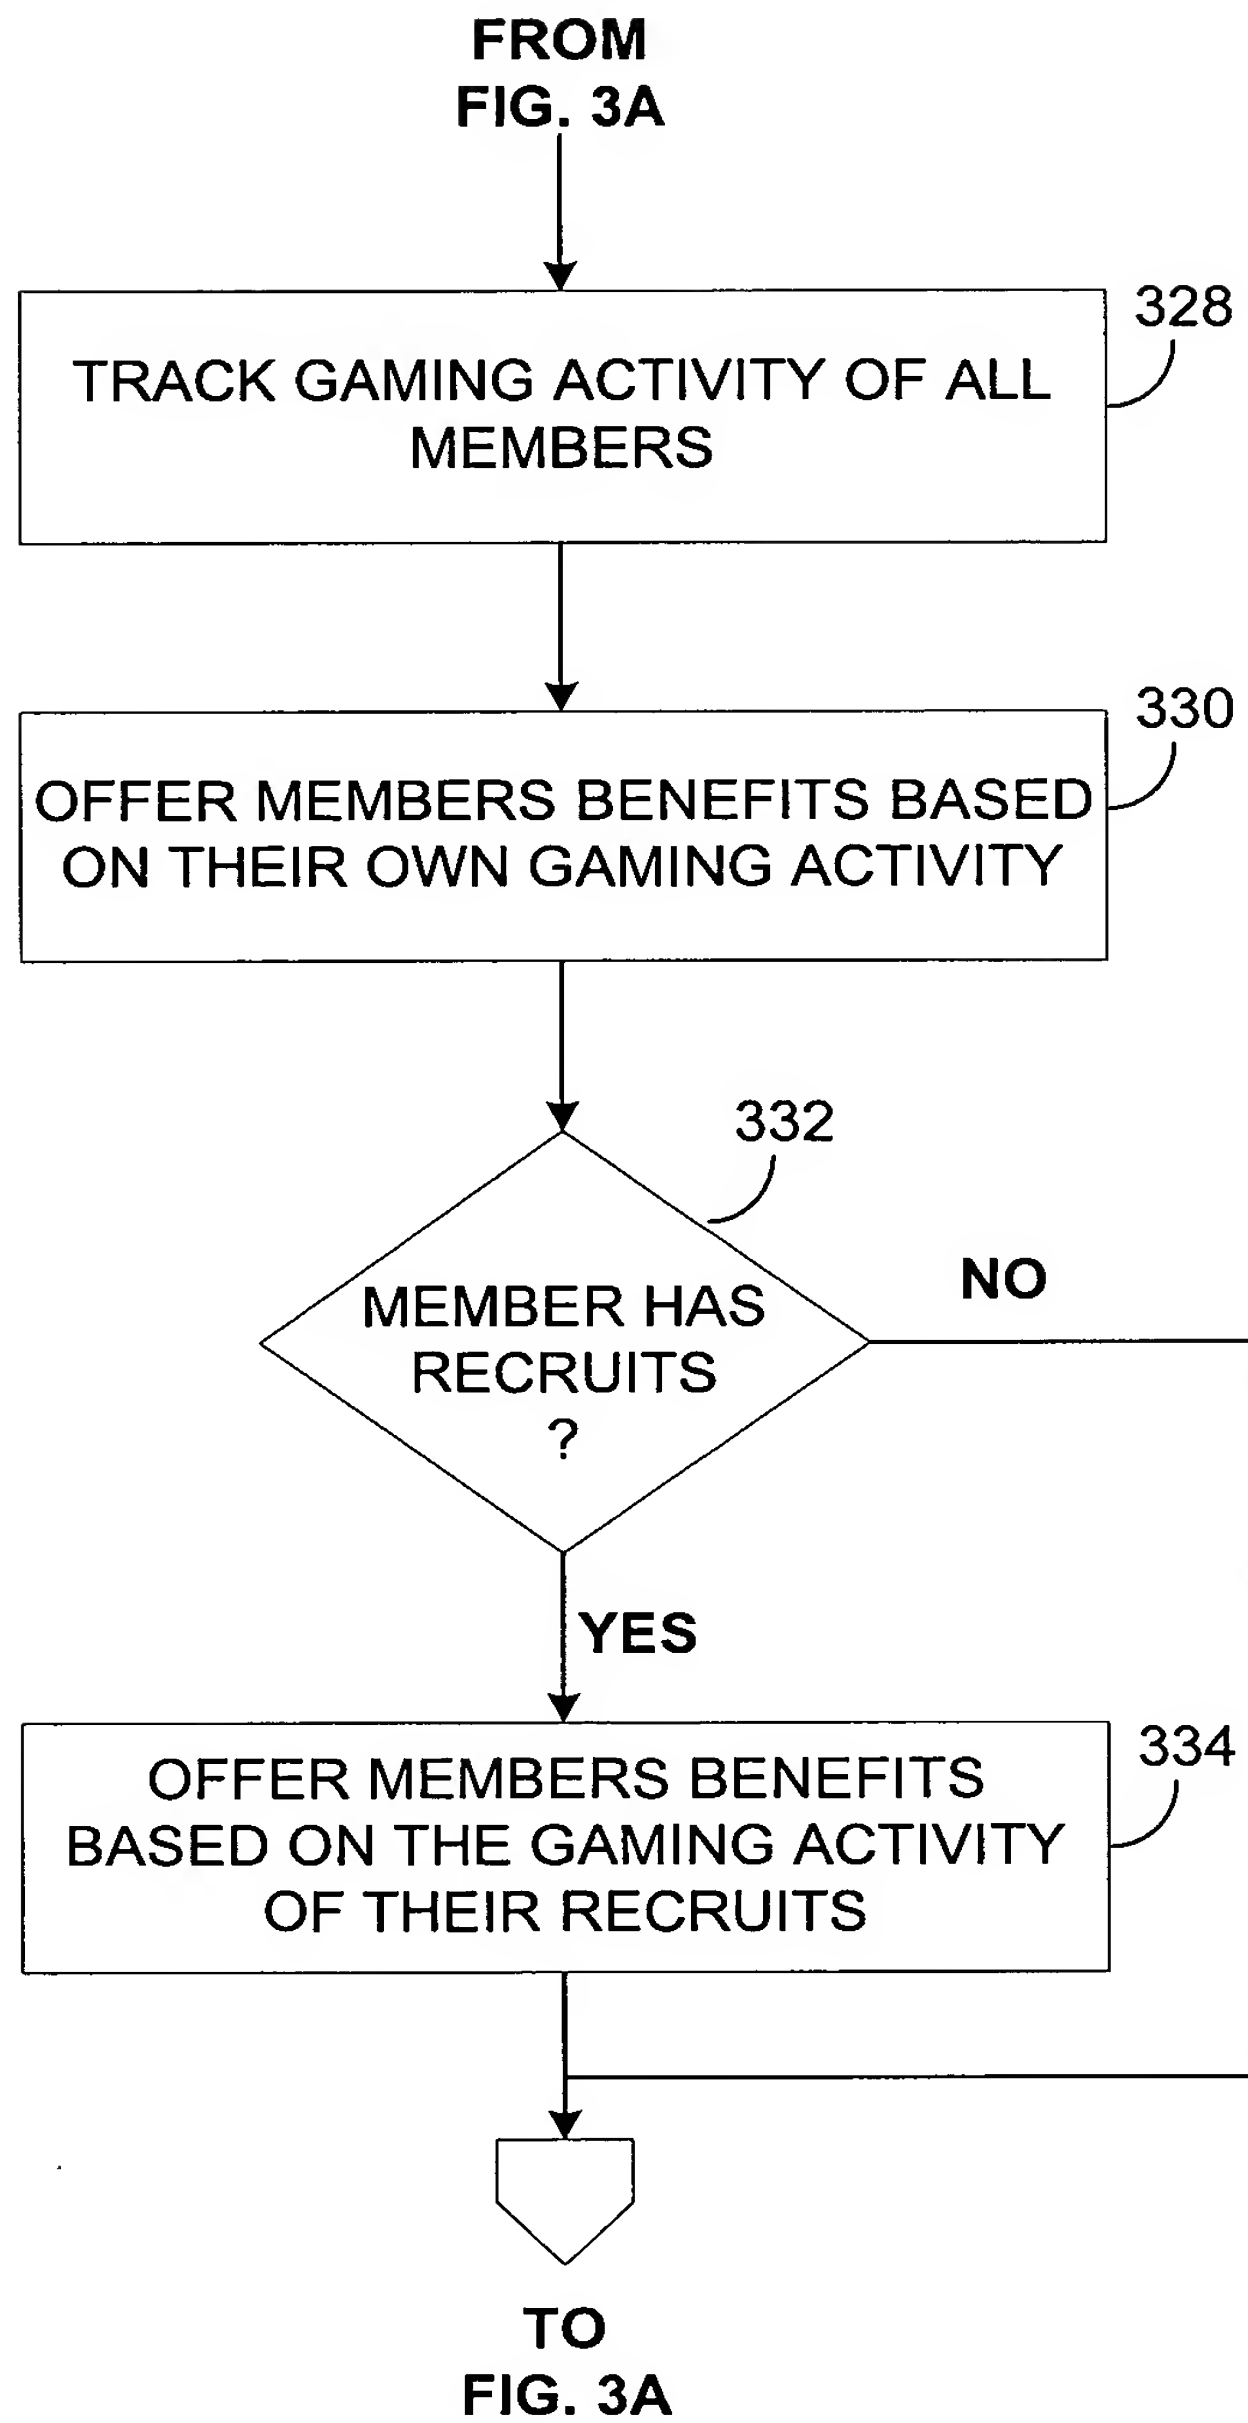 FROM
FIG. 3A
328
TRACK GAMING ACTIVITY OF ALL
MEMBERS
330
OFFER MEMBERS BENEFITS BASED
ON THEIR OWN GAMING ACTIVITY
332
MEMBER HAS
RECRUITS
?
NO
YES
334
OFFER MEMBERS BENEFITS
BASED ON THE GAMING ACTIVITY
OF THEIR RECRUITS
TO
FIG. 3A